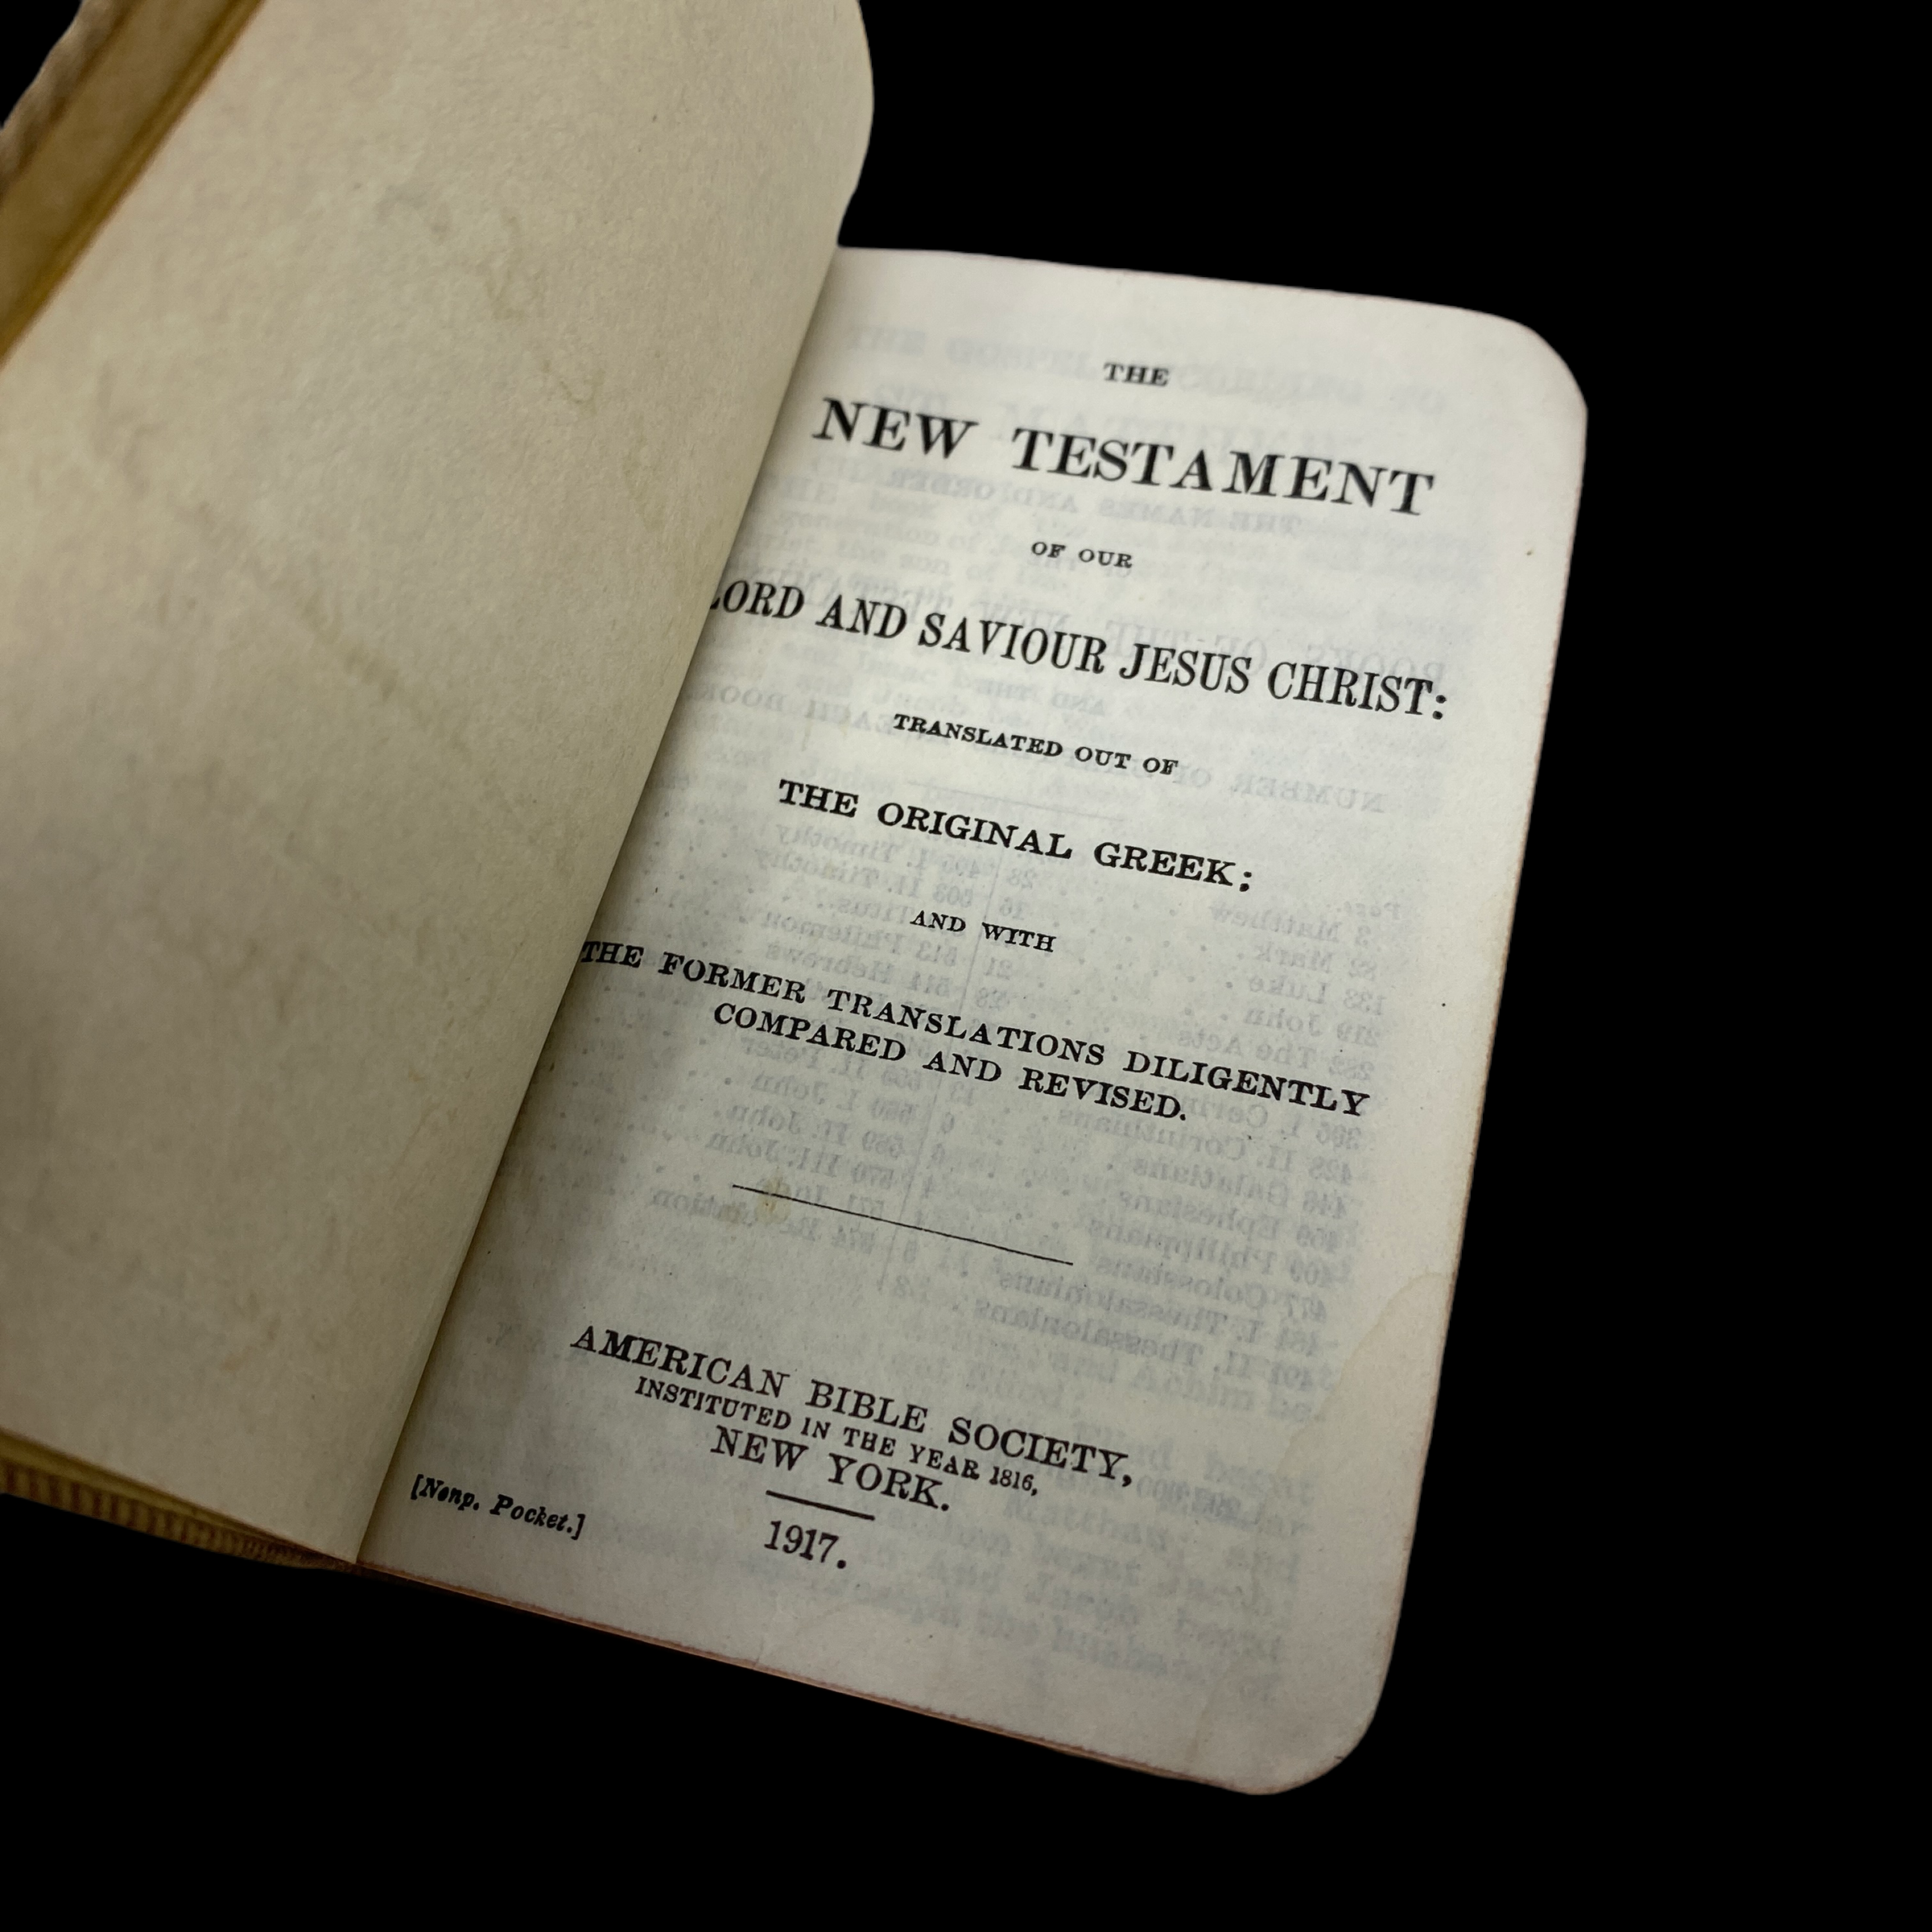 THE
NEW TESTAMENT
OF OUR
LORD AND SAVIOUR JESUS CHRIST:
TRANSLATED OUT OF
THE ORIGINAL GREEK;
AND WITH
THE FORMER TRANSLATIONS DILIGENTLY
COMPARED AND REVISED.
AMERICAN BIBLE SOCIETY,
INSTITUTED IN THE YEAR 1816,
NEW YORK.
[Nonp. Pocket.]
1917.